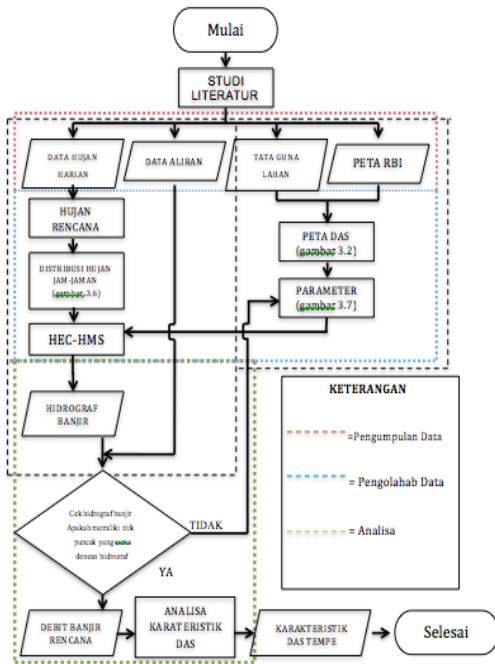 Mulai
STUDI
LITERATUR
DATA HUJAN
HARIAN
DATA ALIRAN
TATA GUNA
LAHAN
PETA RBI
HUJAN
RENCANA
PETA DAS
(gambar 3.2)
DISTRIBUSI HUJAN
JAM-JAMAN
(gambar 3.6)
PARAMETER
(gambar 3.7)
HEC-HMS
HIDROGRAF
BANJIR
KETERANGAN
=Pengumpulan Data
= Pengolahab Data
= Analisa
Cek hidrograf banjir
Apakah memiliki titik
puncak yang sama
dengan hidrograf
TIDAK
YA
DEBIT BANJIR
RENCANA
ANALISA
KARATERISTIK
DAS
KARAKTERISTIK
DAS TEMPE
Selesai